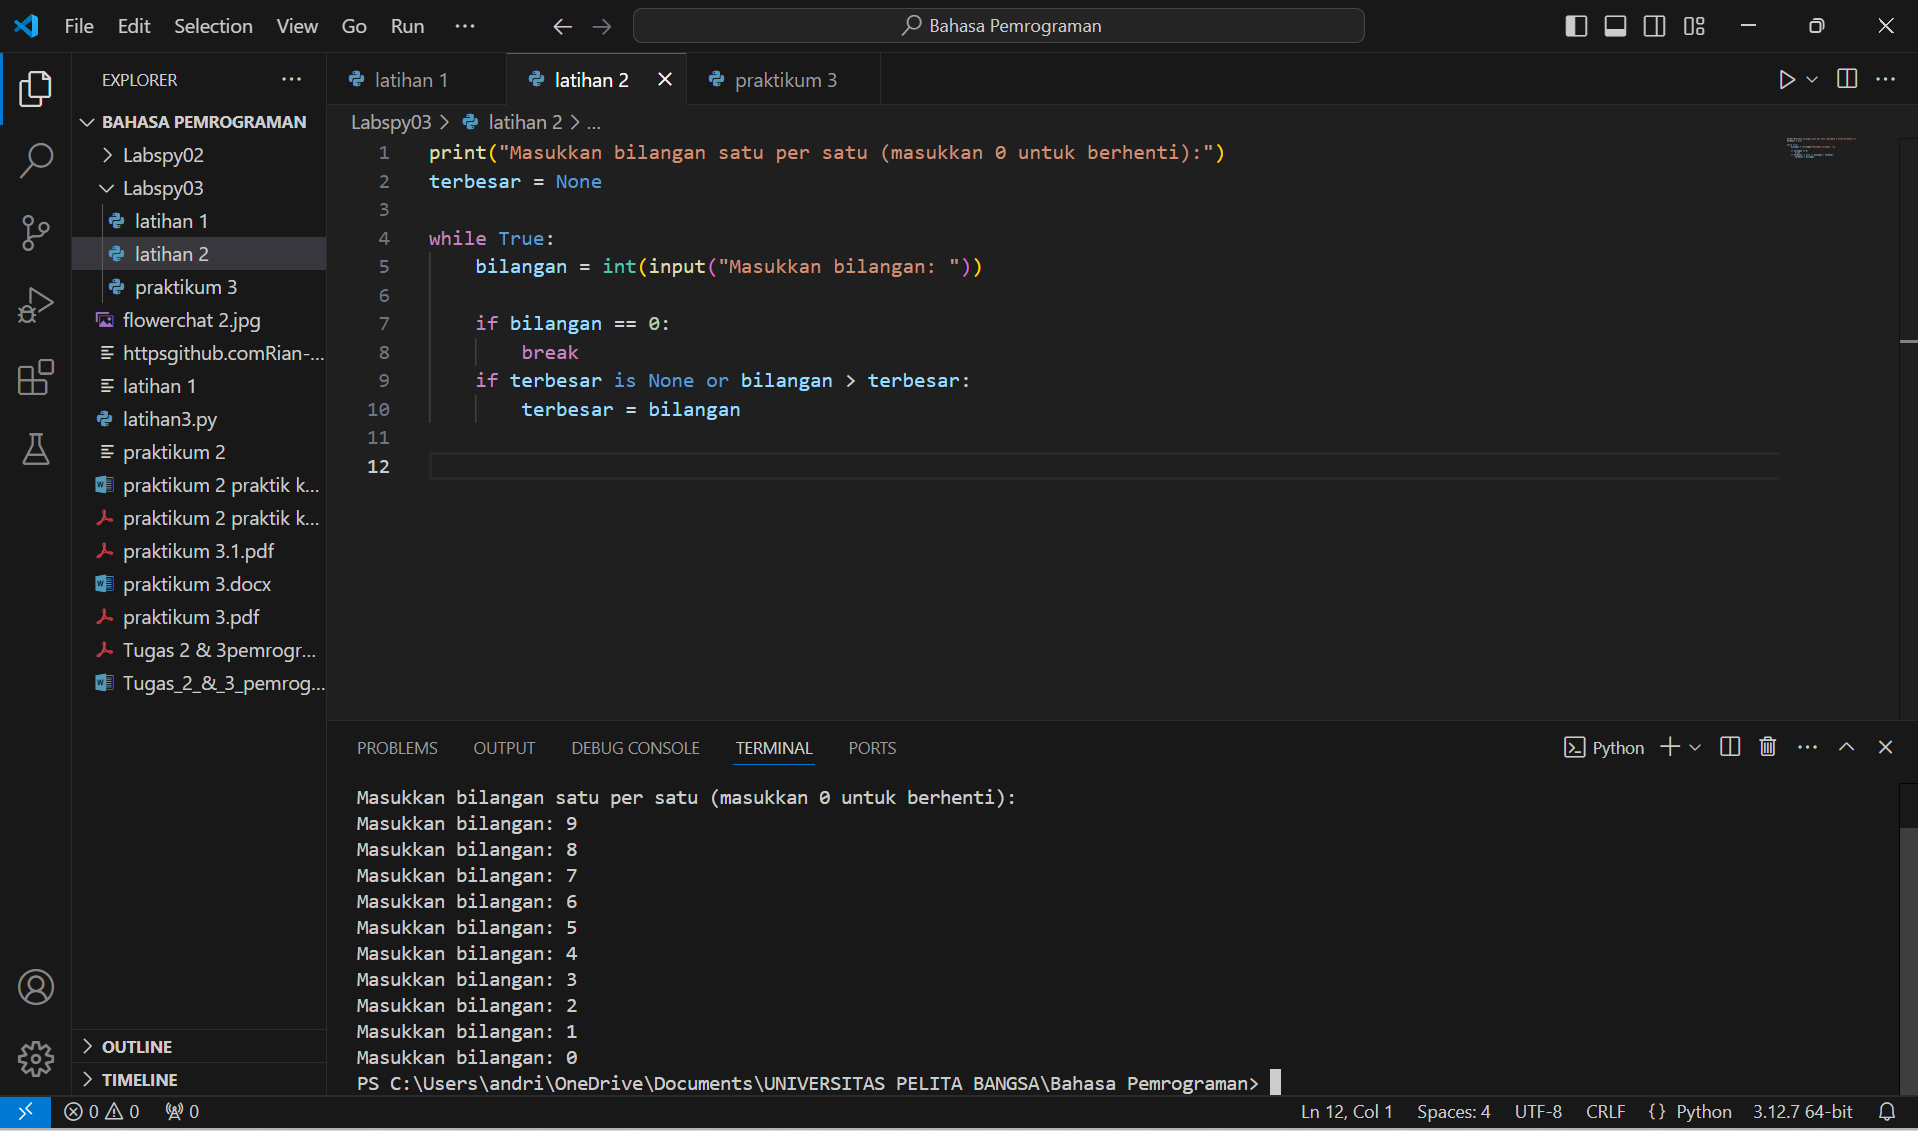 File Edit Selection View Go Run ...
Bahasa Pemrograman
EXPLORER
BAHASA PEMROGRAMAN
Labspy02
Labspy03
latihan 1
latihan 2
praktikum 3
flowerchat 2.jpg
httpsgithub.comRian-...
latihan 1
latihan3.py
praktikum 2
praktikum 2 praktik k...
praktikum 2 praktik k...
praktikum 3.1.pdf
praktikum 3.docx
praktikum 3.pdf
Tugas 2 & 3pemrogr...
Tugas_2_&_3_pemrog...
OUTLINE
TIMELINE
latihan 1 latihan 2 praktikum 3
Labspy03 > latihan 2 > ...
1 print("Masukkan bilangan satu per satu (masukkan 0 untuk berhenti):")
2 terbesar = None
3
4 while True:
5 bilangan = int(input("Masukkan bilangan: "))
6
7 if bilangan == 0:
8 break
9 if terbesar is None or bilangan > terbesar:
10 terbesar = bilangan
11
12
PROBLEMS OUTPUT DEBUG CONSOLE TERMINAL PORTS
Python
Masukkan bilangan satu per satu (masukkan 0 untuk berhenti):
Masukkan bilangan: 9
Masukkan bilangan: 8
Masukkan bilangan: 7
Masukkan bilangan: 6
Masukkan bilangan: 5
Masukkan bilangan: 4
Masukkan bilangan: 3
Masukkan bilangan: 2
Masukkan bilangan: 1
Masukkan bilangan: 0
PS C:\Users\andri\OneDrive\Documents\UNIVERSITAS PELITA BANGSA\Bahasa Pemrograman>
0 0 0 Ln 12, Col 1 Spaces: 4 UTF-8 CRLF {} Python 3.12.7 64-bit